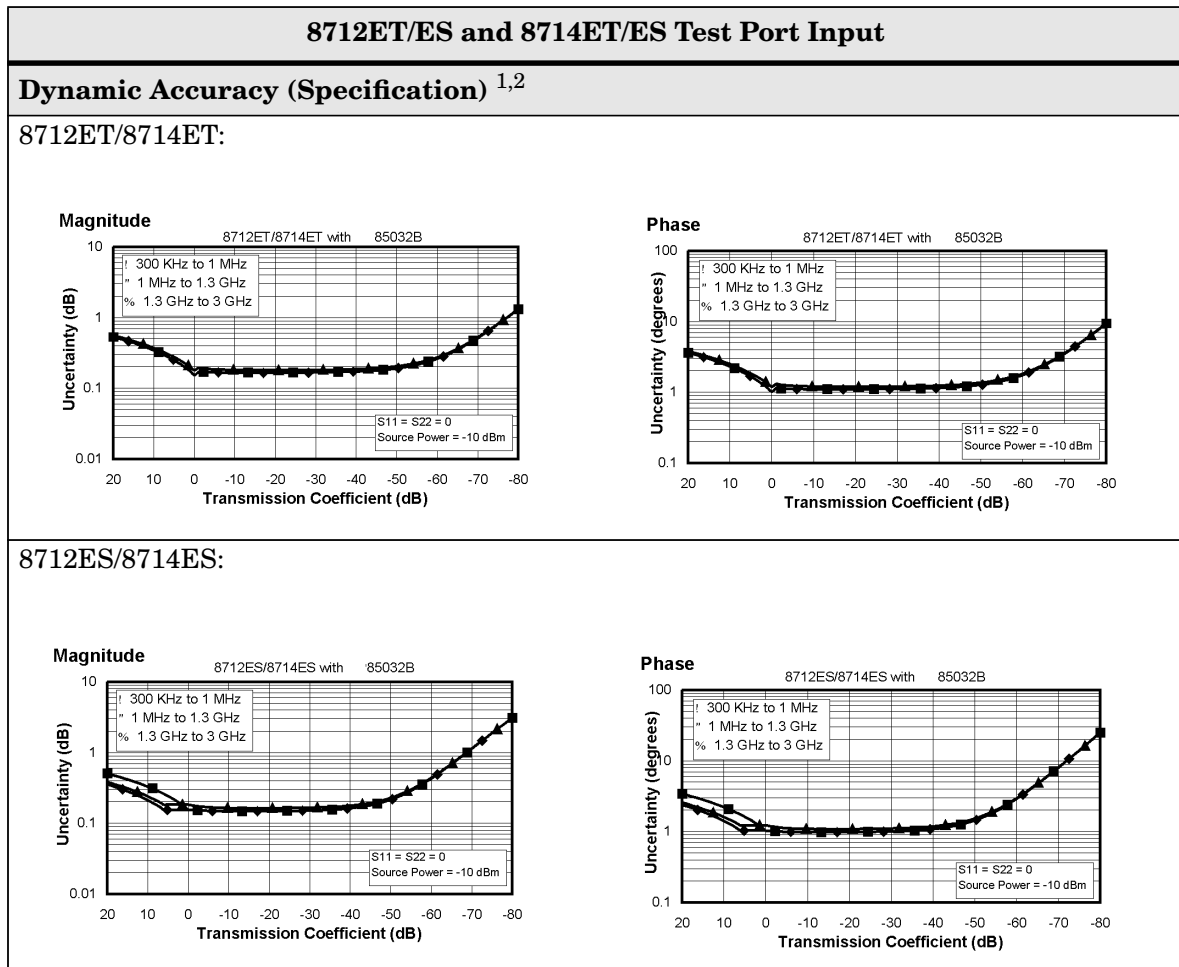 8712ET/ES and 8714ET/ES Test Port Input
Dynamic Accuracy (Specification) 1,2
8712ET/8714ET:
Magnitude
8712ET/8714ET with 85032B
Uncertainty (dB)
10
1
0.1
0.01
! 300 KHz to 1 MHz
" 1 MHz to 1.3 GHz
% 1.3 GHz to 3 GHz
S11 = S22 = 0
Source Power = -10 dBm
20 10 0 -10 -20 -30 -40 -50 -60 -70 -80
Transmission Coefficient (dB)
Phase
8712ET/8714ET with 85032B
Uncertainty (degrees)
100
10
1
0.1
! 300 KHz to 1 MHz
" 1 MHz to 1.3 GHz
% 1.3 GHz to 3 GHz
S11 = S22 = 0
Source Power = -10 dBm
20 10 0 -10 -20 -30 -40 -50 -60 -70 -80
Transmission Coefficient (dB)
8712ES/8714ES:
Magnitude
8712ES/8714ES with '85032B
Uncertainty (dB)
10
1
0.1
0.01
! 300 KHz to 1 MHz
" 1 MHz to 1.3 GHz
% 1.3 GHz to 3 GHz
S11 = S22 = 0
Source Power = -10 dBm
20 10 0 -10 -20 -30 -40 -50 -60 -70 -80
Transmission Coefficient (dB)
Phase
8712ES/8714ES with 85032B
Uncertainty (degrees)
100
10
1
0.1
! 300 KHz to 1 MHz
" 1 MHz to 1.3 GHz
% 1.3 GHz to 3 GHz
S11 = S22 = 0
Source Power = -10 dBm
20 10 0 -10 -20 -30 -40 -50 -60 -70 -80
Transmission Coefficient (dB)